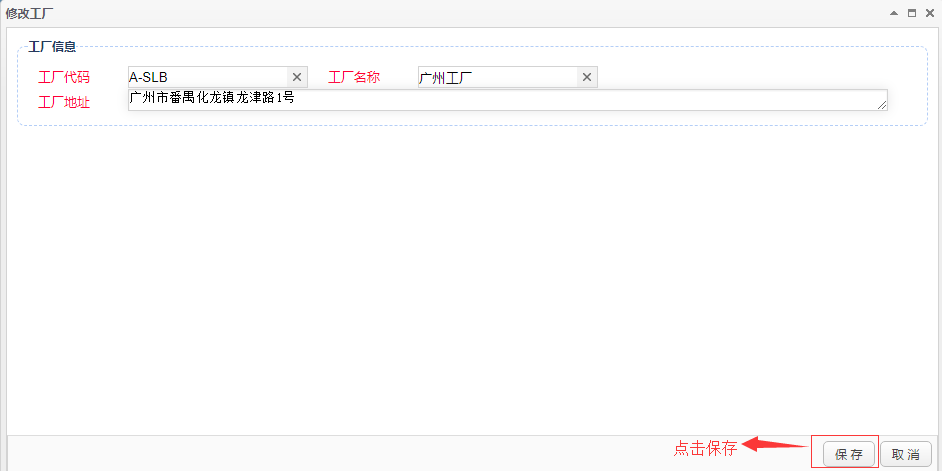 修改工厂
工厂信息
工厂代码 A-SLB 工厂名称 广州工厂
工厂地址 广州市番禺化龙镇龙津路1号
点击保存 保存 取消